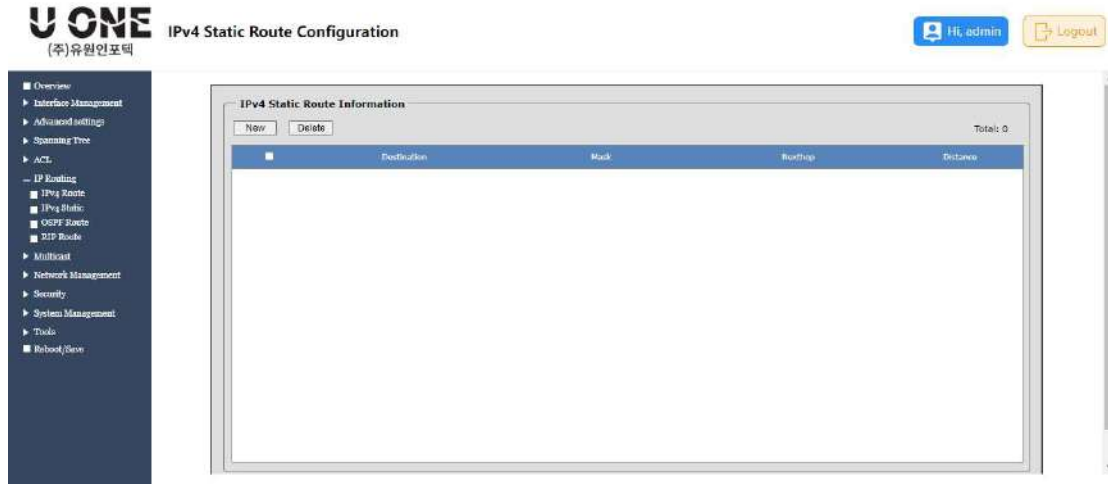 U ONE
(주)유원인포텍
IPv4 Static Route Configuration
Hi, admin
Logout
Overview
Interface Management
Advanced settings
Spanning Tree
ACL
IP Routing
IPv4 Route
IPv4 Static
OSPF Route
RIP Route
Multicast
Network Management
Security
System Management
Tools
Reboot/Save
IPv4 Static Route Information
New Delete Total: 0
Destination Mask Nexthop Distance